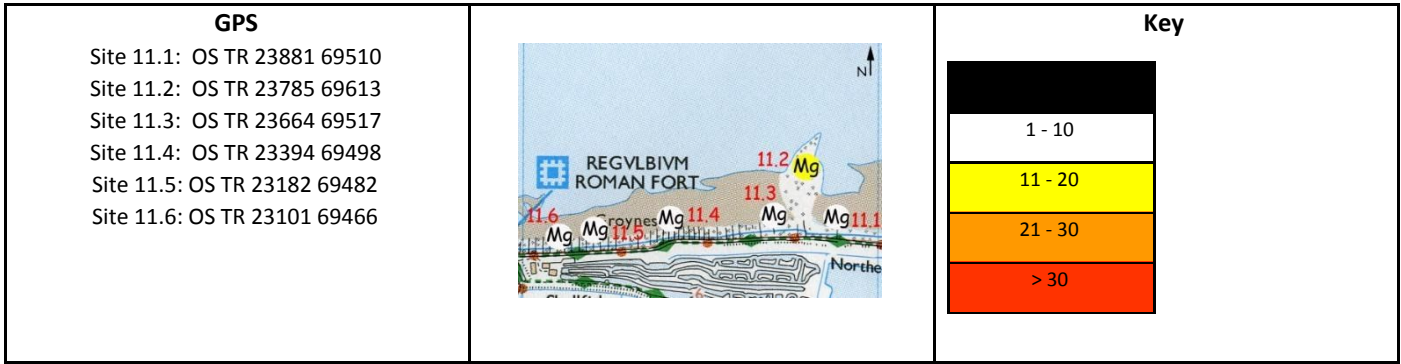 GPS
Site 11.1: OS TR 23881 69510
Site 11.2: OS TR 23785 69613
Site 11.3: OS TR 23664 69517
Site 11.4: OS TR 23394 69498
Site 11.5: OS TR 23182 69482
Site 11.6: OS TR 23101 69466
N
REGVLBIVM
ROMAN FORT
11.2 Mg
11.3
11.6 Groynes Mg 11.4 Mg Mg 11.1
Mg Mg 11.5
Northe
Key
1 - 10
11 - 20
21 - 30
> 30